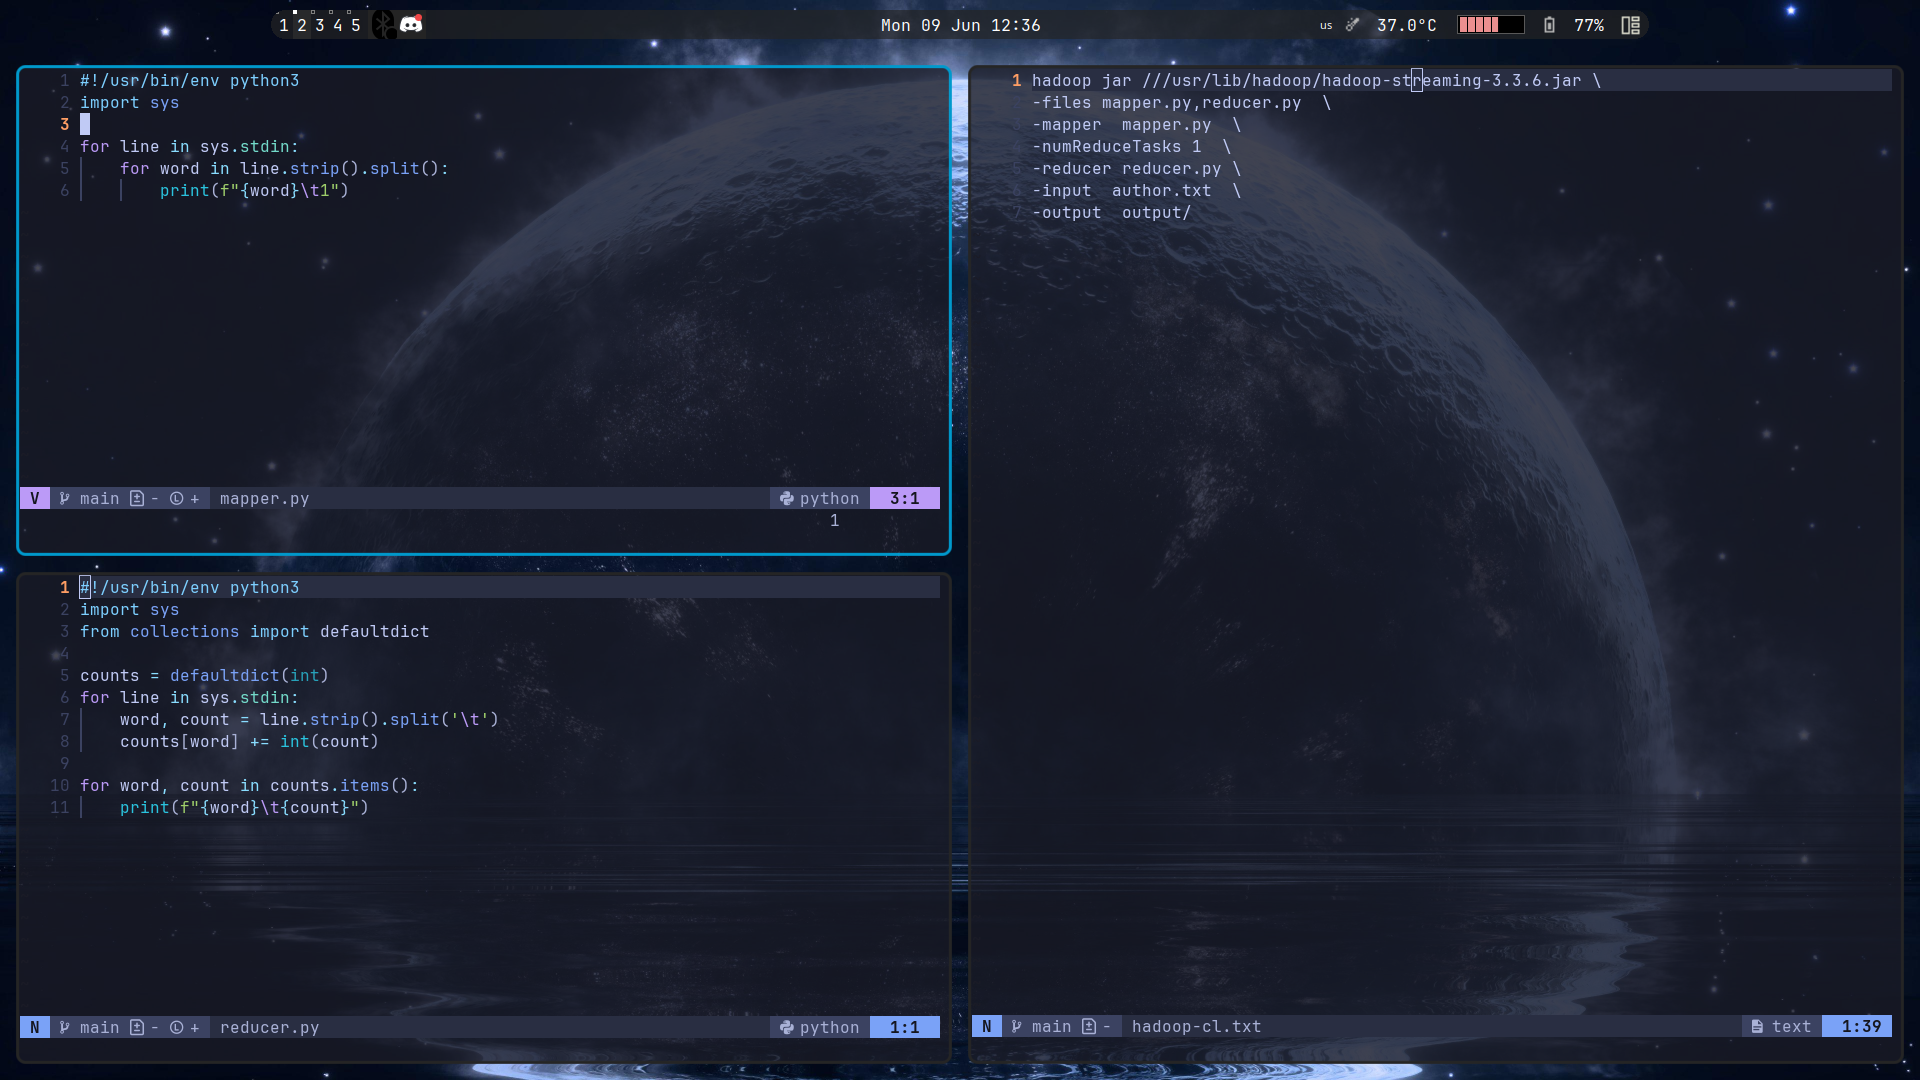 1 2 3 4 5
Mon 09 Jun 12:36
us 37.0°C 77%
1 #!/usr/bin/env python3
2 import sys
3
4 for line in sys.stdin:
5     for word in line.strip().split():
6         print(f"{word}\t1")
V main - + mapper.py python 3:1
1
1 #!/usr/bin/env python3
2 import sys
3 from collections import defaultdict
4
5 counts = defaultdict(int)
6 for line in sys.stdin:
7     word, count = line.strip().split('\t')
8     counts[word] += int(count)
9
10 for word, count in counts.items():
11     print(f"{word}\t{count}")
N main - + reducer.py python 1:1
1 hadoop jar ///usr/lib/hadoop/hadoop-streaming-3.3.6.jar \
-files mapper.py,reducer.py  \
-mapper  mapper.py  \
-numReduceTasks 1  \
-reducer reducer.py \
-input  author.txt  \
7 -output  output/
N main - hadoop-cl.txt text 1:39